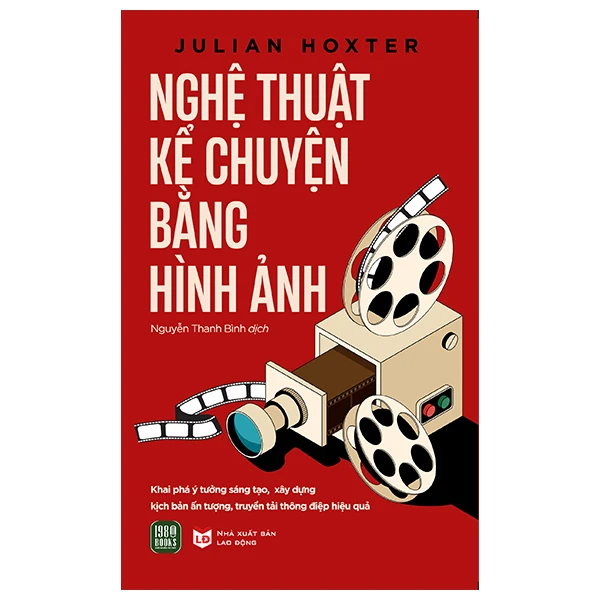 JULIAN HOXTER
NGHỆ THUẬT
KỂ CHUYỆN
BẰNG
HÌNH ẢNH
Nguyễn Thanh Bình dịch
Khai phá ý tưởng sáng tạo, xây dựng
kịch bản ấn tượng, truyền tải thông điệp hiệu quả
1980
BOOKS
LĐ
NHÀ XUẤT BẢN
LAO ĐỘNG